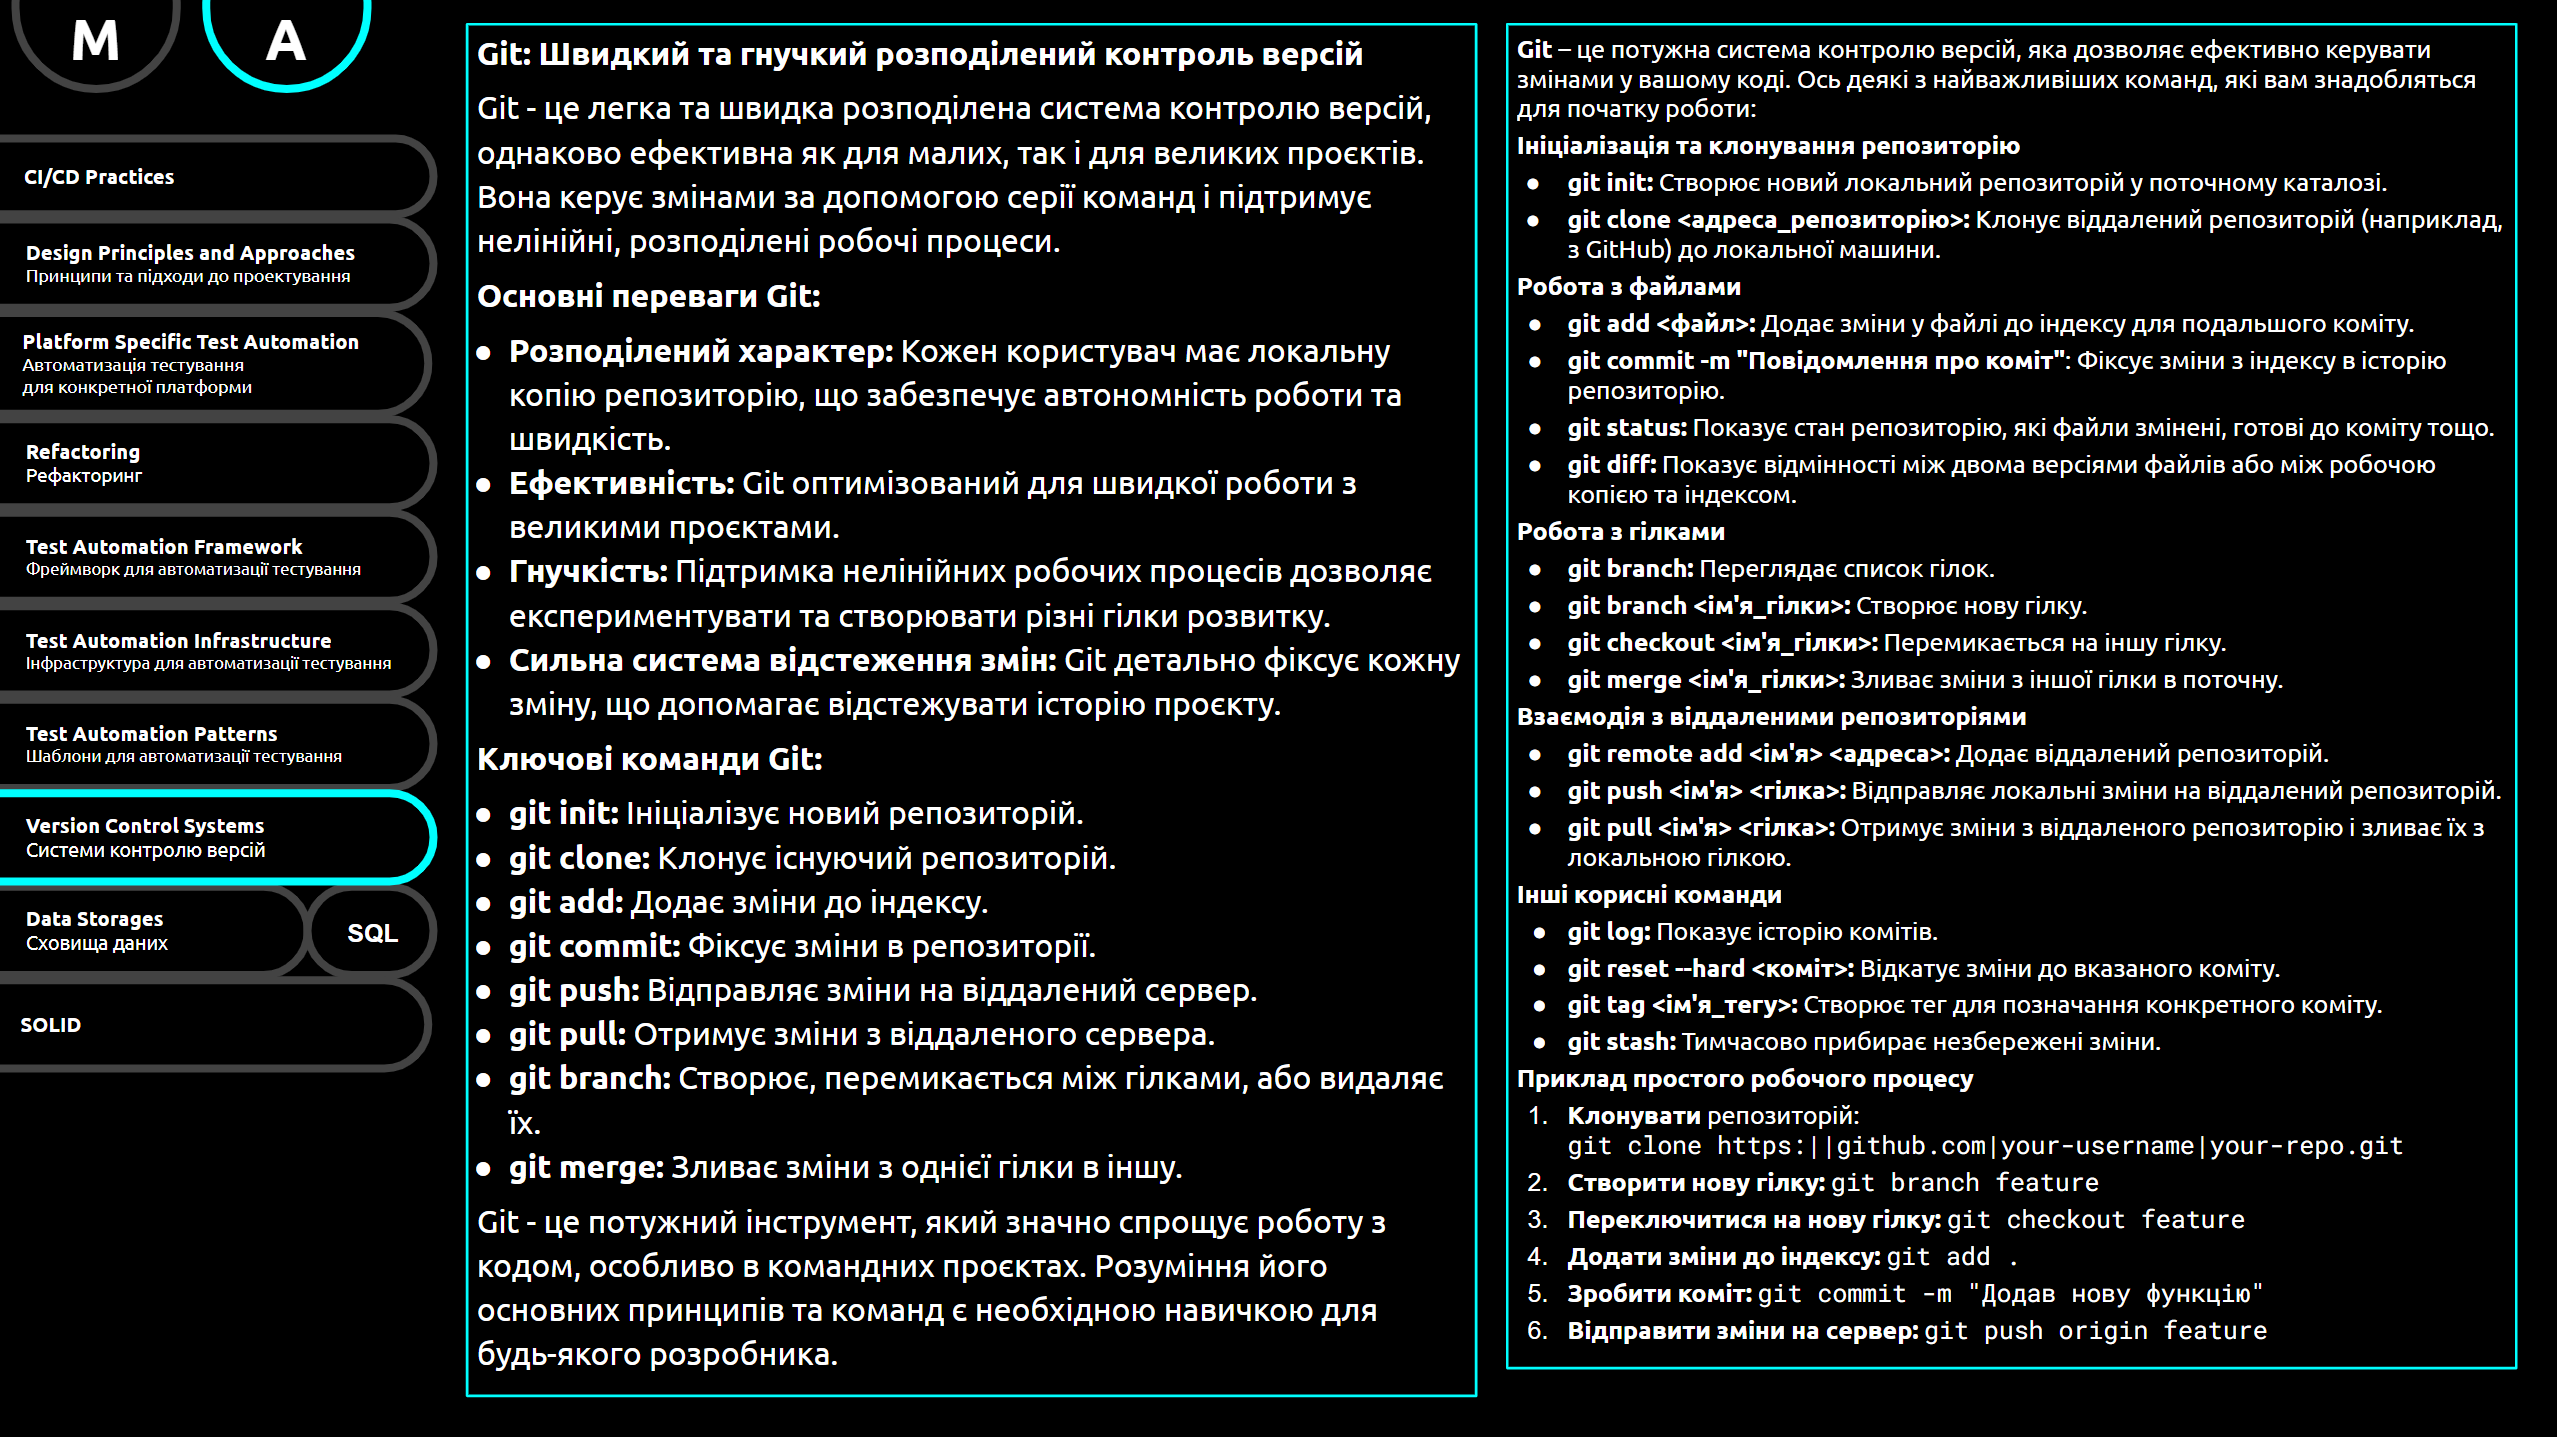 M
A
CI/CD Practices
Design Principles and Approaches
Принципи та підходи до проектування
Platform Specific Test Automation
Автоматизація тестування
для конкретної платформи
Refactoring
Рефакторинг
Test Automation Framework
Фреймворк для автоматизації тестування
Test Automation Infrastructure
Інфраструктура для автоматизації тестування
Test Automation Patterns
Шаблони для автоматизації тестування
Version Control Systems
Системи контролю версій
Data Storages
Сховища даних
SQL
SOLID
Git: Швидкий та гнучкий розподілений контроль версій
Git - це легка та швидка розподілена система контролю версій,
однаково ефективна як для малих, так і для великих проєктів.
Вона керує змінами за допомогою серії команд і підтримує
нелінійні, розподілені робочі процеси.
Основні переваги Git:
● Розподілений характер: Кожен користувач має локальну
копію репозиторію, що забезпечує автономність роботи та
швидкість.
● Ефективність: Git оптимізований для швидкої роботи з
великими проєктами.
● Гнучкість: Підтримка нелінійних робочих процесів дозволяє
експериментувати та створювати різні гілки розвитку.
● Сильна система відстеження змін: Git детально фіксує кожну
зміну, що допомагає відстежувати історію проєкту.
Ключові команди Git:
● git init: Ініціалізує новий репозиторій.
● git clone: Клонує існуючий репозиторій.
● git add: Додає зміни до індексу.
● git commit: Фіксує зміни в репозиторії.
● git push: Відправляє зміни на віддалений сервер.
● git pull: Отримує зміни з віддаленого сервера.
● git branch: Створює, перемикається між гілками, або видаляє
їх.
● git merge: Зливає зміни з однієї гілки в іншу.
Git - це потужний інструмент, який значно спрощує роботу з
кодом, особливо в командних проєктах. Розуміння його
основних принципів та команд є необхідною навичкою для
будь-якого розробника.
Git – це потужна система контролю версій, яка дозволяє ефективно керувати
змінами у вашому коді. Ось деякі з найважливіших команд, які вам знадобляться
для початку роботи:
Ініціалізація та клонування репозиторію
● git init: Створює новий локальний репозиторій у поточному каталозі.
● git clone <адреса_репозиторію>: Клонує віддалений репозиторій (наприклад,
з GitHub) до локальної машини.
Робота з файлами
● git add <файл>: Додає зміни у файлі до індексу для подальшого коміту.
● git commit -m "Повідомлення про коміт": Фіксує зміни з індексу в історію
репозиторію.
● git status: Показує стан репозиторію, які файли змінені, готові до коміту тощо.
● git diff: Показує відмінності між двома версіями файлів або між робочою
копією та індексом.
Робота з гілками
● git branch: Переглядає список гілок.
● git branch <ім'я_гілки>: Створює нову гілку.
● git checkout <ім'я_гілки>: Перемикається на іншу гілку.
● git merge <ім'я_гілки>: Зливає зміни з іншої гілки в поточну.
Взаємодія з віддаленими репозиторіями
● git remote add <ім'я> <адреса>: Додає віддалений репозиторій.
● git push <ім'я> <гілка>: Відправляє локальні зміни на віддалений репозиторій.
● git pull <ім'я> <гілка>: Отримує зміни з віддаленого репозиторію і зливає їх з
локальною гілкою.
Інші корисні команди
● git log: Показує історію комітів.
● git reset --hard <коміт>: Відкатує зміни до вказаного коміту.
● git tag <ім'я_тегу>: Створює тег для позначання конкретного коміту.
● git stash: Тимчасово прибирає незбережені зміни.
Приклад простого робочого процесу
1. Клонувати репозиторій:
git clone https:||github.com|your-username|your-repo.git
2. Створити нову гілку: git branch feature
3. Переключитися на нову гілку: git checkout feature
4. Додати зміни до індексу: git add .
5. Зробити коміт: git commit -m "Додав нову функцію"
6. Відправити зміни на сервер: git push origin feature